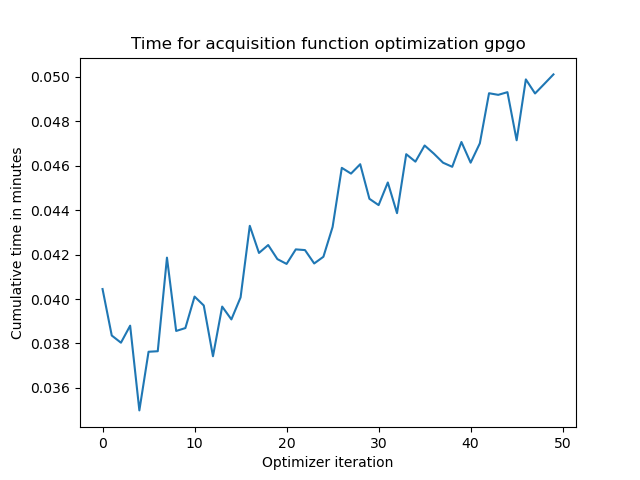 Time for acquisition function optimization gpgo
Cumulative time in minutes
0.050
0.048
0.046
0.044
0.042
0.040
0.038
0.036
0 10 20 30 40 50
Optimizer iteration